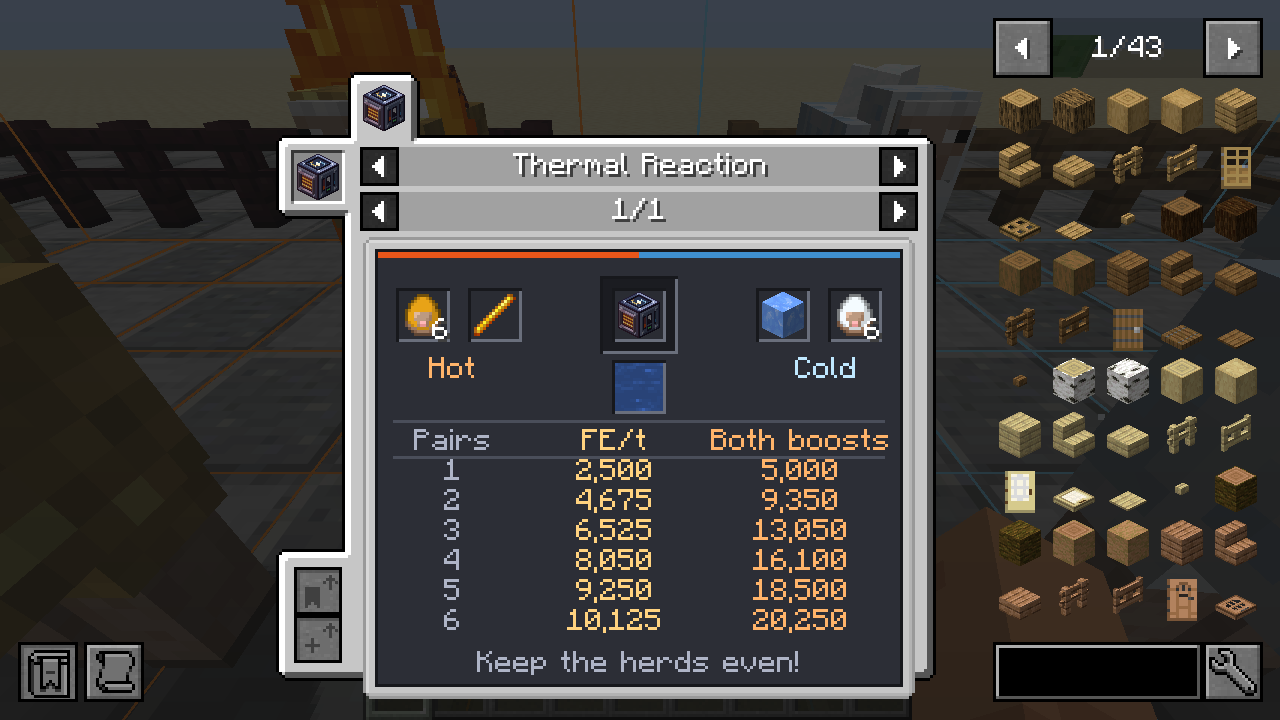 1/43
Thermal Reaction
1/1
6
6
Hot
Cold
Pairs FE/t Both boosts
1 2,500 5,000
2 4,675 9,350
3 6,525 13,050
4 8,050 16,100
5 9,250 18,500
6 10,125 20,250
Keep the herds even!